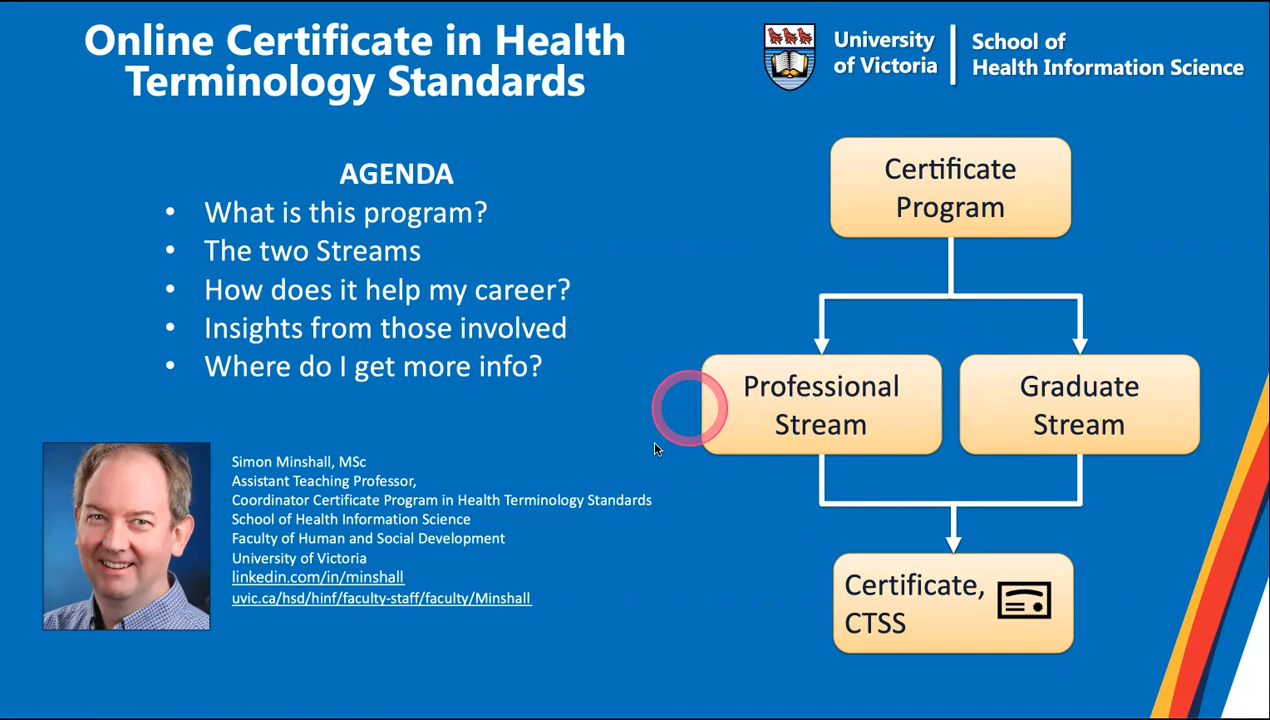 Online Certificate in Health
Terminology Standards
University
of Victoria
School of
Health Information Science
AGENDA
• What is this program?
• The two Streams
• How does it help my career?
• Insights from those involved
• Where do I get more info?
Simon Minshall, MSc
Assistant Teaching Professor,
Coordinator Certificate Program in Health Terminology Standards
School of Health Information Science
Faculty of Human and Social Development
University of Victoria
linkedin.com/in/minshall
uvic.ca/hsd/hinf/faculty-staff/faculty/Minshall
Certificate
Program
Professional
Stream
Graduate
Stream
Certificate,
CTSS